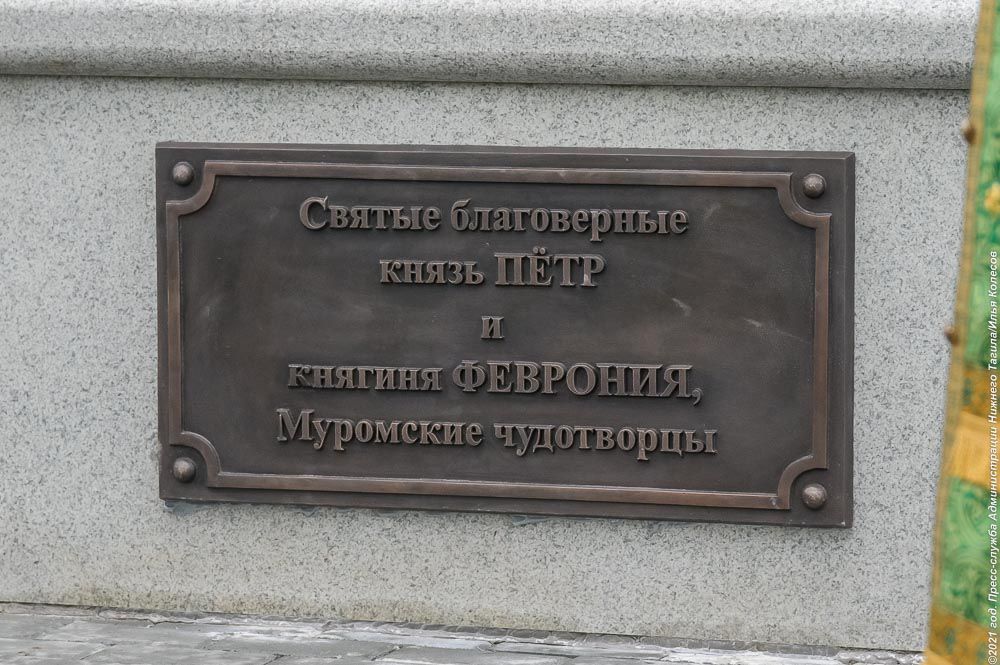 Святые благоверные
князь ПЁТР
и
княгиня ФЕВРОНИЯ,
Муромские чудотворцы
©2021 год. Пресс-служба Администрации Нижнего Тагила/Илья Колесов